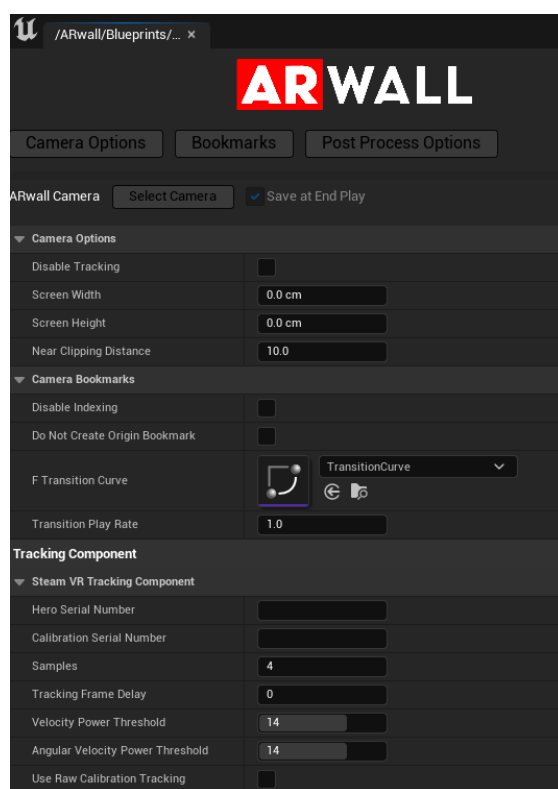 /ARwall/Blueprints/...
ARWALL
Camera Options Bookmarks Post Process Options
ARwall Camera Select Camera Save at End Play
Camera Options
Disable Tracking
Screen Width 0.0 cm
Screen Height 0.0 cm
Near Clipping Distance 10.0
Camera Bookmarks
Disable Indexing
Do Not Create Origin Bookmark
F Transition Curve TransitionCurve
Transition Play Rate 1.0
Tracking Component
Steam VR Tracking Component
Hero Serial Number
Calibration Serial Number
Samples 4
Tracking Frame Delay 0
Velocity Power Threshold 14
Angular Velocity Power Threshold 14
Use Raw Calibration Tracking